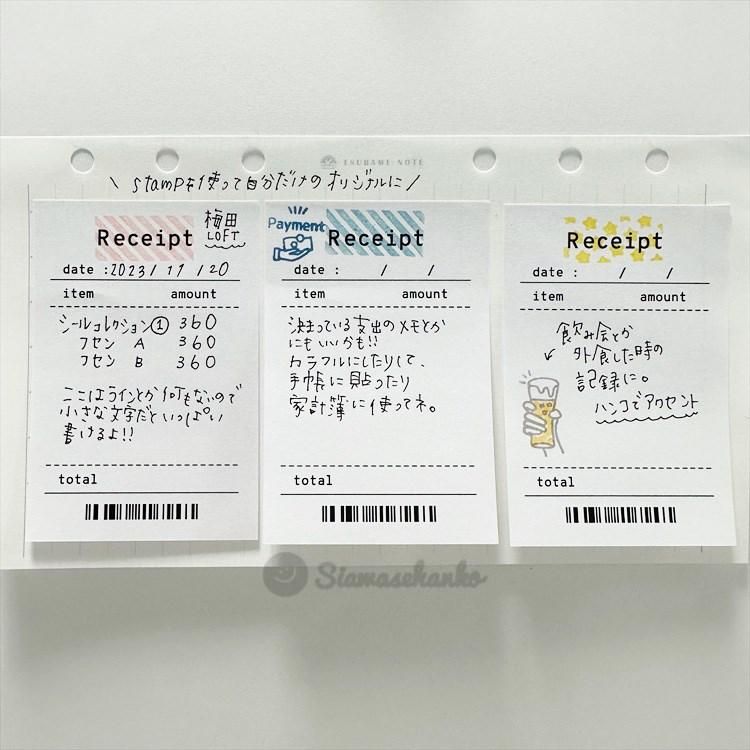 TSUBAME NOTE
\ stampを使って自分だけのオリジナルに /
Receipt
梅田
LOFT
date : 2023 / 11 / 20
item amount
シールコレクション① 360
フセン A 360
フセン B 360
ここはラインとか何もないので
小さな文字だといっぱい
書けるよ!!
total
Payment
Receipt
date : / /
item amount
決まっている支出のメモとか
にもいいかも!!
カラフルにしたりして、
手帳に貼ったり
家計簿に使ってネ。
total
Receipt
date : / /
item amount
飲み会とか
外食した時の
記録に。
ハンコでアクセント
total
Siawasehanko